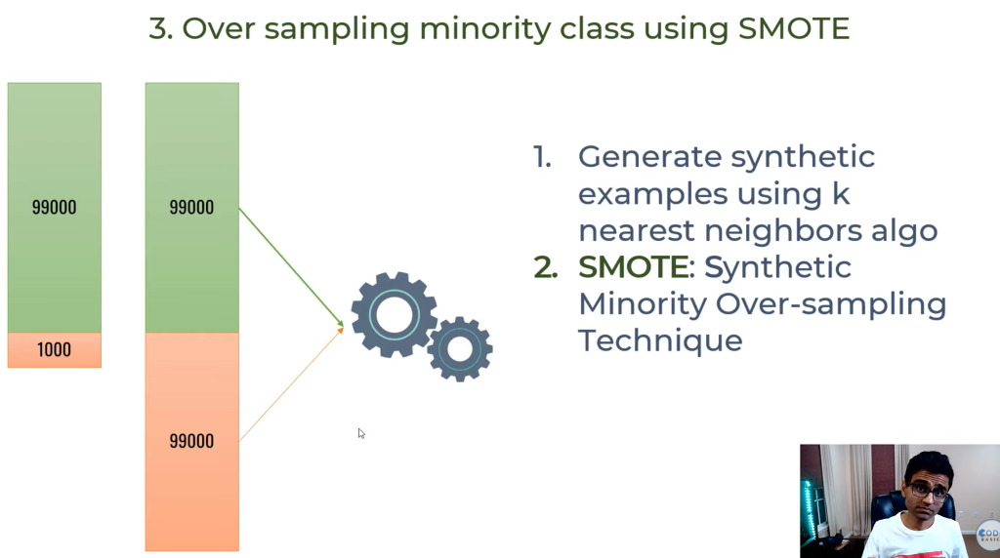 3. Over sampling minority class using SMOTE
99000
99000
1000
99000
1. Generate synthetic
examples using k
nearest neighbors algo
2. SMOTE: Synthetic
Minority Over-sampling
Technique